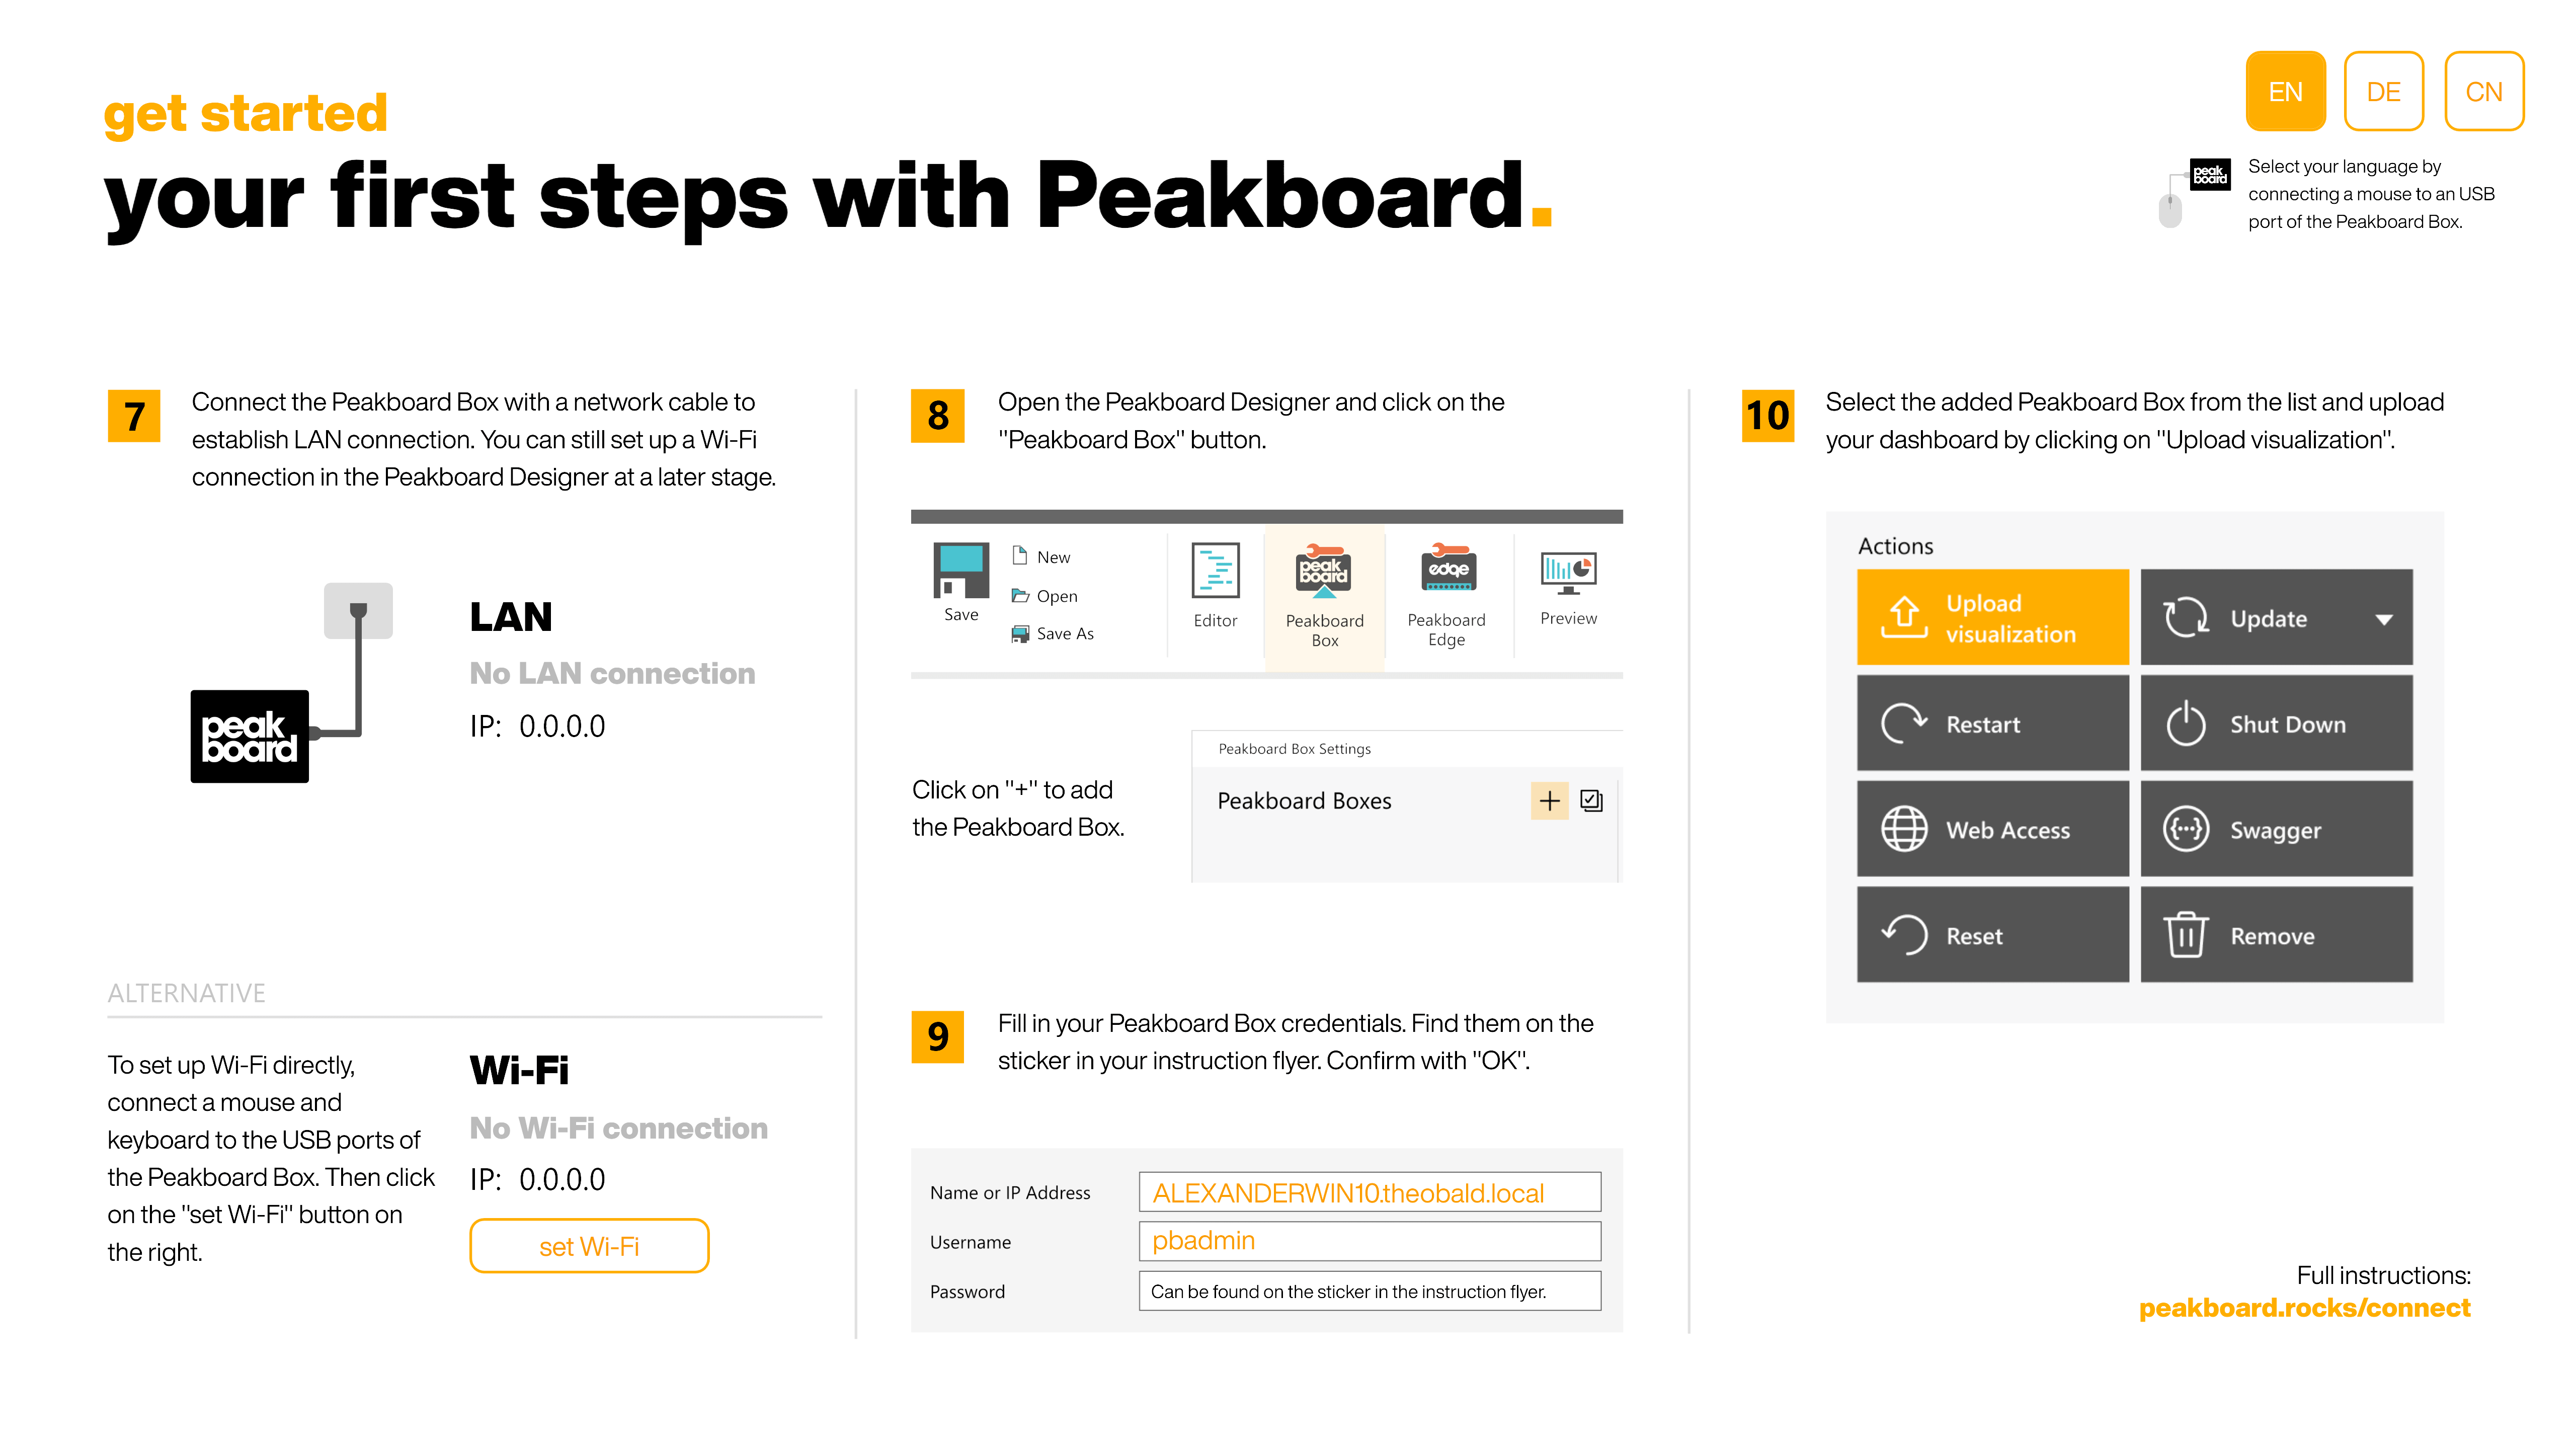 get started
your first steps with Peakboard.
EN
DE
CN
peak
board
Select your language by
connecting a mouse to an USB
port of the Peakboard Box.
7
Connect the Peakboard Box with a network cable to
establish LAN connection. You can still set up a Wi-Fi
connection in the Peakboard Designer at a later stage.
peak
board
LAN
No LAN connection
IP: 0.0.0.0
ALTERNATIVE
To set up Wi-Fi directly,
connect a mouse and
keyboard to the USB ports of
the Peakboard Box. Then click
on the "set Wi-Fi" button on
the right.
Wi-Fi
No Wi-Fi connection
IP: 0.0.0.0
set Wi-Fi
8
Open the Peakboard Designer and click on the
"Peakboard Box" button.
Save
New
Open
Save As
Editor
peak
board
Peakboard
Box
edge
Peakboard
Edge
Preview
Click on "+" to add
the Peakboard Box.
Peakboard Box Settings
Peakboard Boxes
+
9
Fill in your Peakboard Box credentials. Find them on the
sticker in your instruction flyer. Confirm with "OK".
Name or IP Address
ALEXANDERWIN10.theobald.local
Username
pbadmin
Password
Can be found on the sticker in the instruction flyer.
10
Select the added Peakboard Box from the list and upload
your dashboard by clicking on "Upload visualization".
Actions
Upload
visualization
Update
Restart
Shut Down
Web Access
Swagger
Reset
Remove
Full instructions:
peakboard.rocks/connect